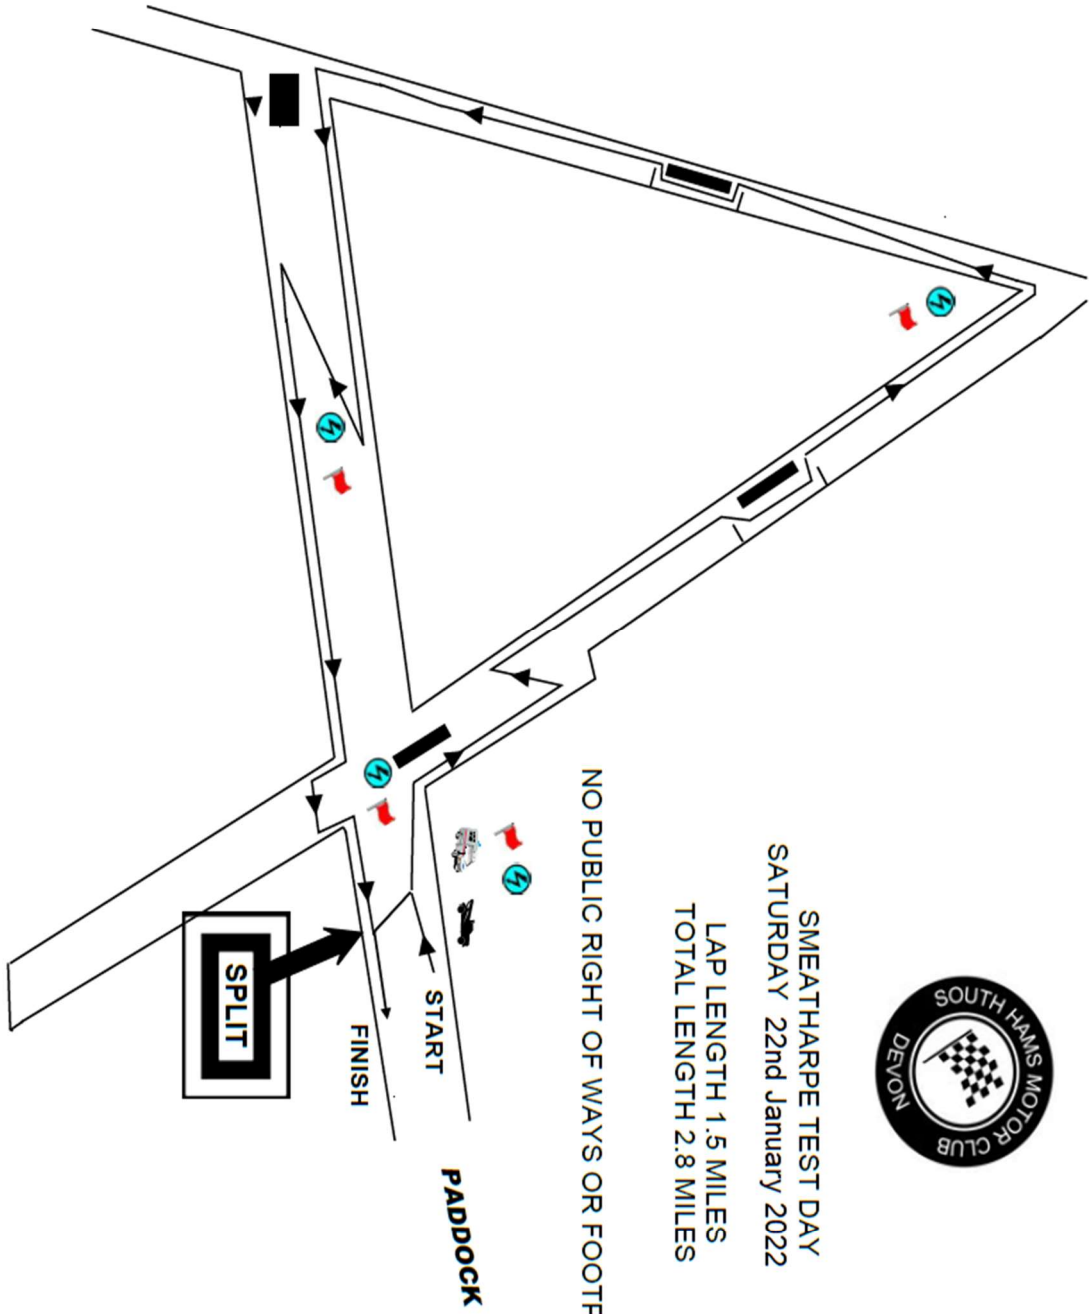 SOUTH HAMS MOTOR CLUB
DEVON
SMEATHARPE TEST DAY
SATURDAY 22nd January 2022
LAP LENGTH 1.5 MILES
TOTAL LENGTH 2.8 MILES
NO PUBLIC RIGHT OF WAYS OR
PADDOCK
START
FINISH
SPLIT